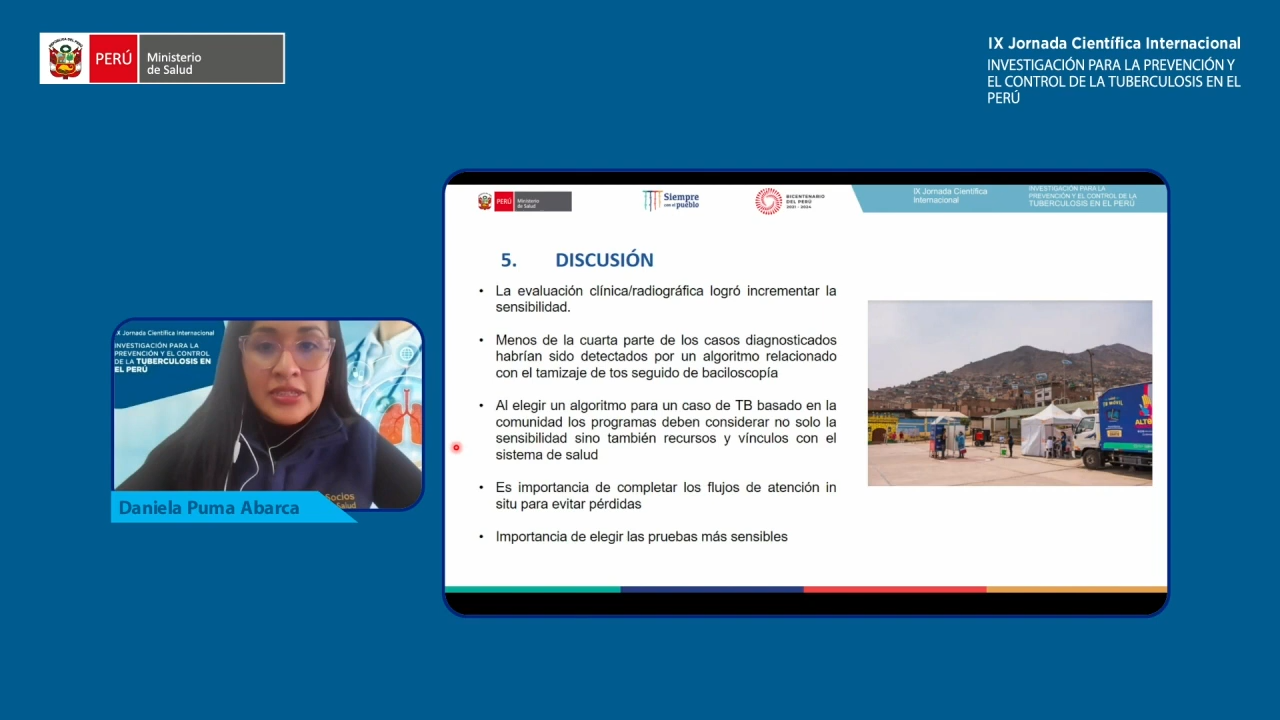 PERÚ
Ministerio
de Salud
IX Jornada Científica Internacional
INVESTIGACIÓN PARA LA PREVENCIÓN Y
EL CONTROL DE LA TUBERCULOSIS EN EL
PERÚ
PERÚ
Ministerio
de Salud
Siempre
con el pueblo
BICENTENARIO
DEL PERÚ
2021 - 2024
IX Jornada Científica
Internacional
INVESTIGACIÓN PARA LA
PREVENCIÓN Y EL CONTROL DE LA
TUBERCULOSIS EN EL PERÚ
5. DISCUSIÓN
• La evaluación clínica/radiográfica logró incrementar la
sensibilidad.
• Menos de la cuarta parte de los casos diagnosticados
habrían sido detectados por un algoritmo relacionado
con el tamizaje de tos seguido de baciloscopía
• Al elegir un algoritmo para un caso de TB basado en la
comunidad los programas deben considerar no solo la
sensibilidad sino también recursos y vínculos con el
sistema de salud
• Es importancia de completar los flujos de atención in
situ para evitar pérdidas
• Importancia de elegir las pruebas más sensibles
X Jornada Científica Internacional
INVESTIGACIÓN PARA LA
PREVENCIÓN Y EL CONTROL
DE LA TUBERCULOSIS EN
EL PERÚ
Socios
Salud
Daniela Puma Abarca